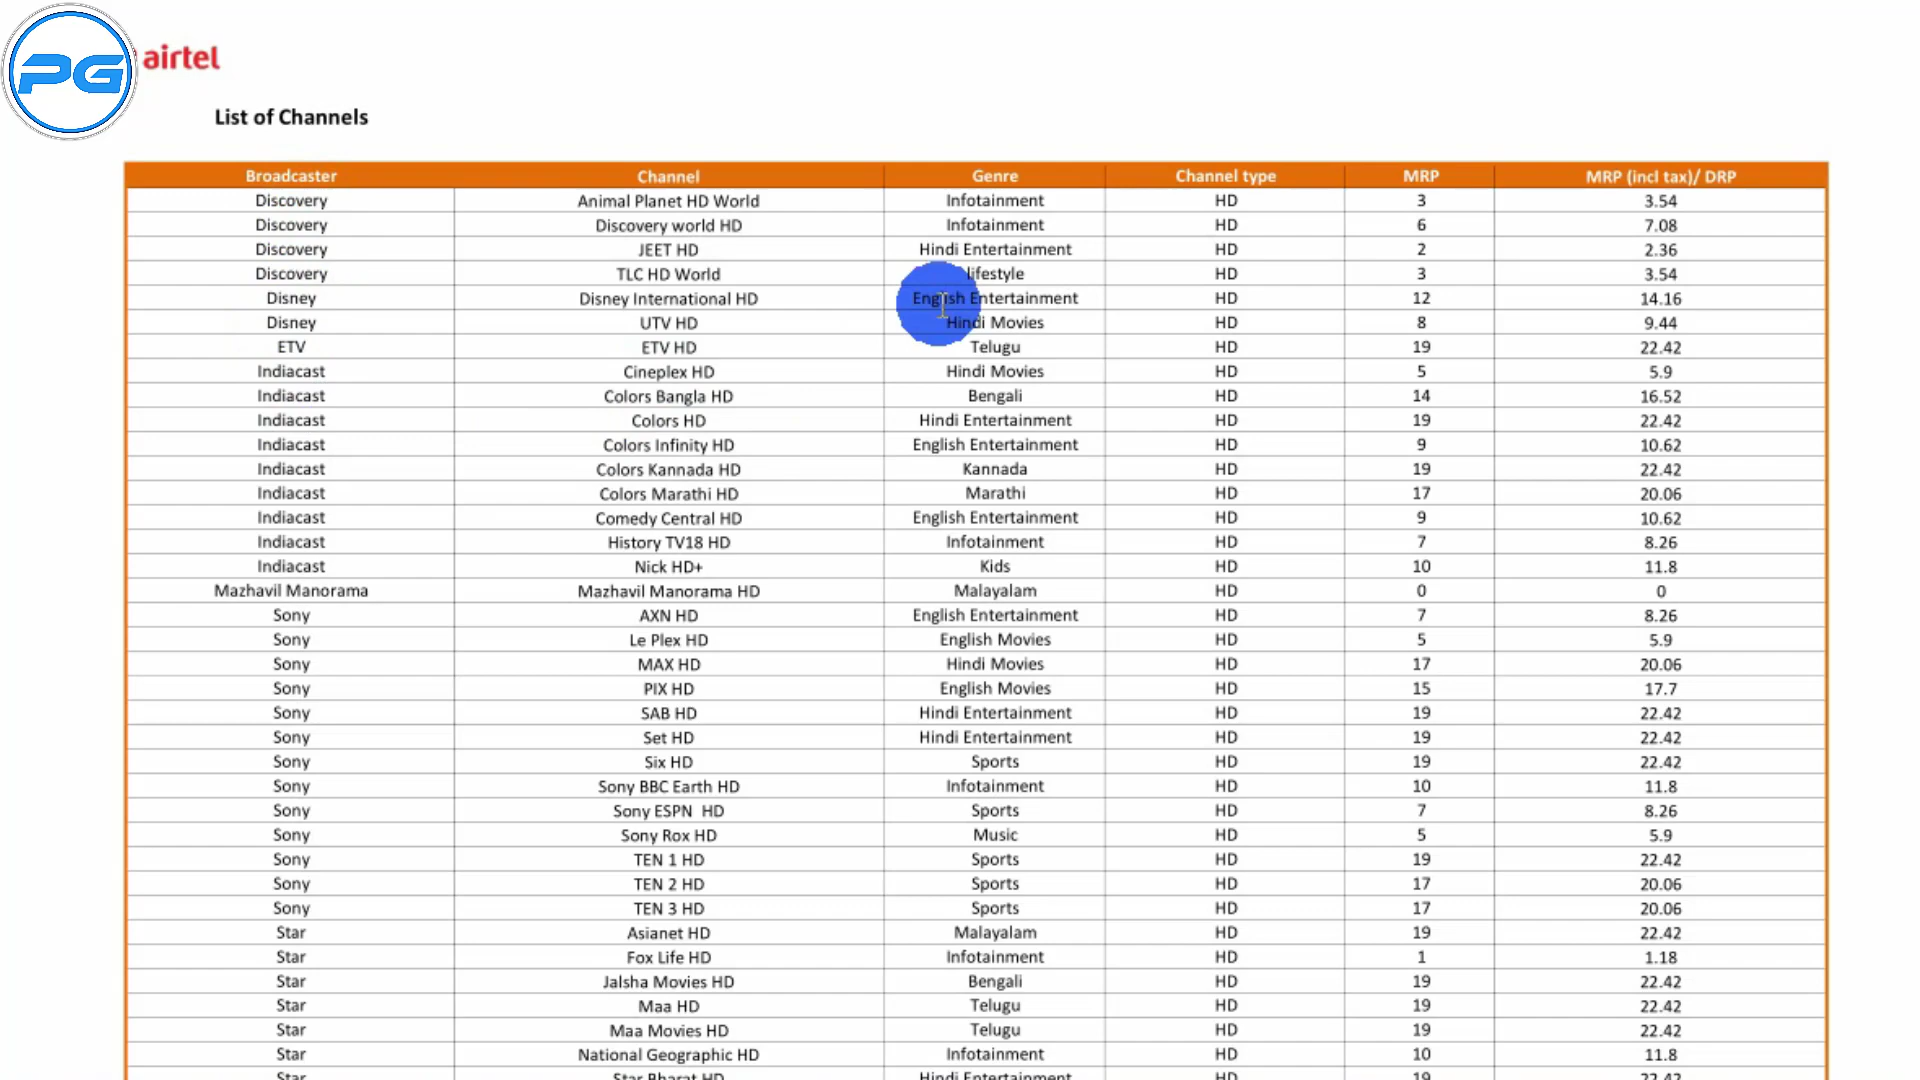 PG
airtel
List of Channels
Broadcaster Channel Genre Channel type MRP MRP (incl tax)/ DRP
Discovery Animal Planet HD World Infotainment HD 3 3.54
Discovery Discovery world HD Infotainment HD 6 7.08
Discovery JEET HD Hindi Entertainment HD 2 2.36
Discovery TLC HD World lifestyle HD 3 3.54
Disney Disney International HD English Entertainment HD 12 14.16
Disney UTV HD Hindi Movies HD 8 9.44
ETV ETV HD Telugu HD 19 22.42
Indiacast Cineplex HD Hindi Movies HD 5 5.9
Indiacast Colors Bangla HD Bengali HD 14 16.52
Indiacast Colors HD Hindi Entertainment HD 19 22.42
Indiacast Colors Infinity HD English Entertainment HD 9 10.62
Indiacast Colors Kannada HD Kannada HD 19 22.42
Indiacast Colors Marathi HD Marathi HD 17 20.06
Indiacast Comedy Central HD English Entertainment HD 9 10.62
Indiacast History TV18 HD Infotainment HD 7 8.26
Indiacast Nick HD+ Kids HD 10 11.8
Mazhavil Manorama Mazhavil Manorama HD Malayalam HD 0 0
Sony AXN HD English Entertainment HD 7 8.26
Sony Le Plex HD English Movies HD 5 5.9
Sony MAX HD Hindi Movies HD 17 20.06
Sony PIX HD English Movies HD 15 17.7
Sony SAB HD Hindi Entertainment HD 19 22.42
Sony Set HD Hindi Entertainment HD 19 22.42
Sony Six HD Sports HD 19 22.42
Sony Sony BBC Earth HD Infotainment HD 10 11.8
Sony Sony ESPN HD Sports HD 7 8.26
Sony Sony Rox HD Music HD 5 5.9
Sony TEN 1 HD Sports HD 19 22.42
Sony TEN 2 HD Sports HD 17 20.06
Sony TEN 3 HD Sports HD 17 20.06
Star Asianet HD Malayalam HD 19 22.42
Star Fox Life HD Infotainment HD 1 1.18
Star Jalsha Movies HD Bengali HD 19 22.42
Star Maa HD Telugu HD 19 22.42
Star Maa Movies HD Telugu HD 19 22.42
Star National Geographic HD Infotainment HD 10 11.8
Star Star Bharat HD Hindi Entertainment HD 19 22.42